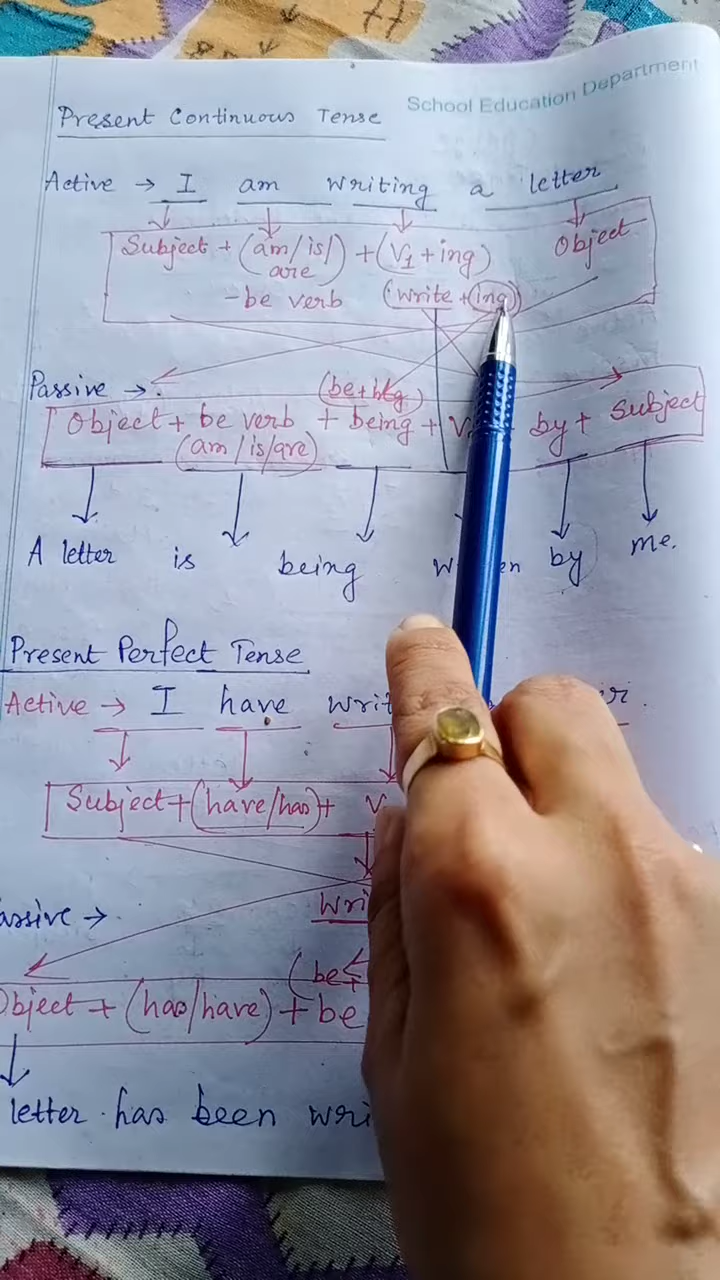 School Education Department
Present Continuous Tense
Active → I am writing a letter
Subject + (am/is/are) + (V1 + ing) Object
- be verb (write + ing)
Passive → (be+ing)
Object + be verb + being + V by + Subject
(am/is/are)
A letter is being by me.
Present Perfect Tense
Active → I have
Subject + (have/has) + V
→
(be+
Object + (has/have) + be
letter has been